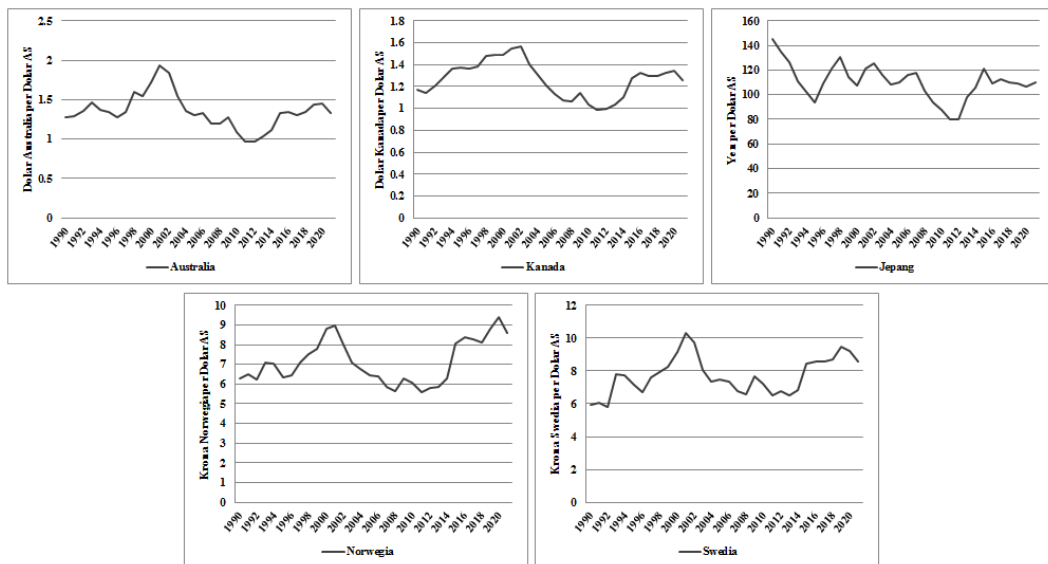 Dolar Australia per Dolar AS
2.5
2
1.5
1
0.5
0
1990 1992 1994 1996 1998 2000 2002 2004 2006 2008 2010 2012 2014 2016 2018 2020
Australia
Dolar Kanada per Dolar AS
1.8
1.6
1.4
1.2
1
0.8
0.6
0.4
0.2
0
1990 1992 1994 1996 1998 2000 2002 2004 2006 2008 2010 2012 2014 2016 2018 2020
Kanada
Yen per Dolar AS
160
140
120
100
80
60
40
20
0
1990 1992 1994 1996 1998 2000 2002 2004 2006 2008 2010 2012 2014 2016 2018 2020
Jepang
Krona Norwegia per Dolar AS
10
9
8
7
6
5
4
3
2
1
0
1990 1992 1994 1996 1998 2000 2002 2004 2006 2008 2010 2012 2014 2016 2018 2020
Norwegia
Krona Swedia per Dolar AS
12
10
8
6
4
2
0
1990 1992 1994 1996 1998 2000 2002 2004 2006 2008 2010 2012 2014 2016 2018 2020
Swedia